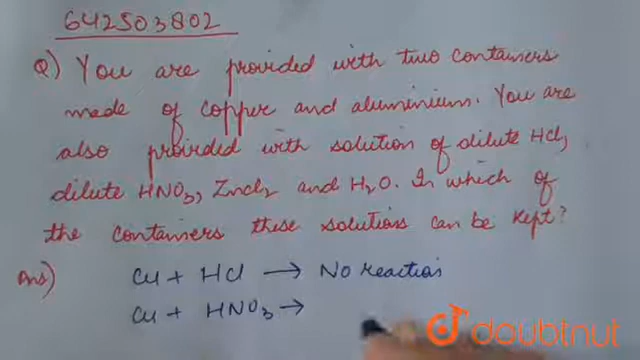 642503802
Q) You are provided with two containers
made of copper and aluminium. You are
also provided with solution of dilute HCl,
dilute HNO3, ZnCl2 and H2O. In which of
the containers these solutions can be kept?
Ans) Cu + HCl → No reaction
Cu + HNO3 →
doubtnut